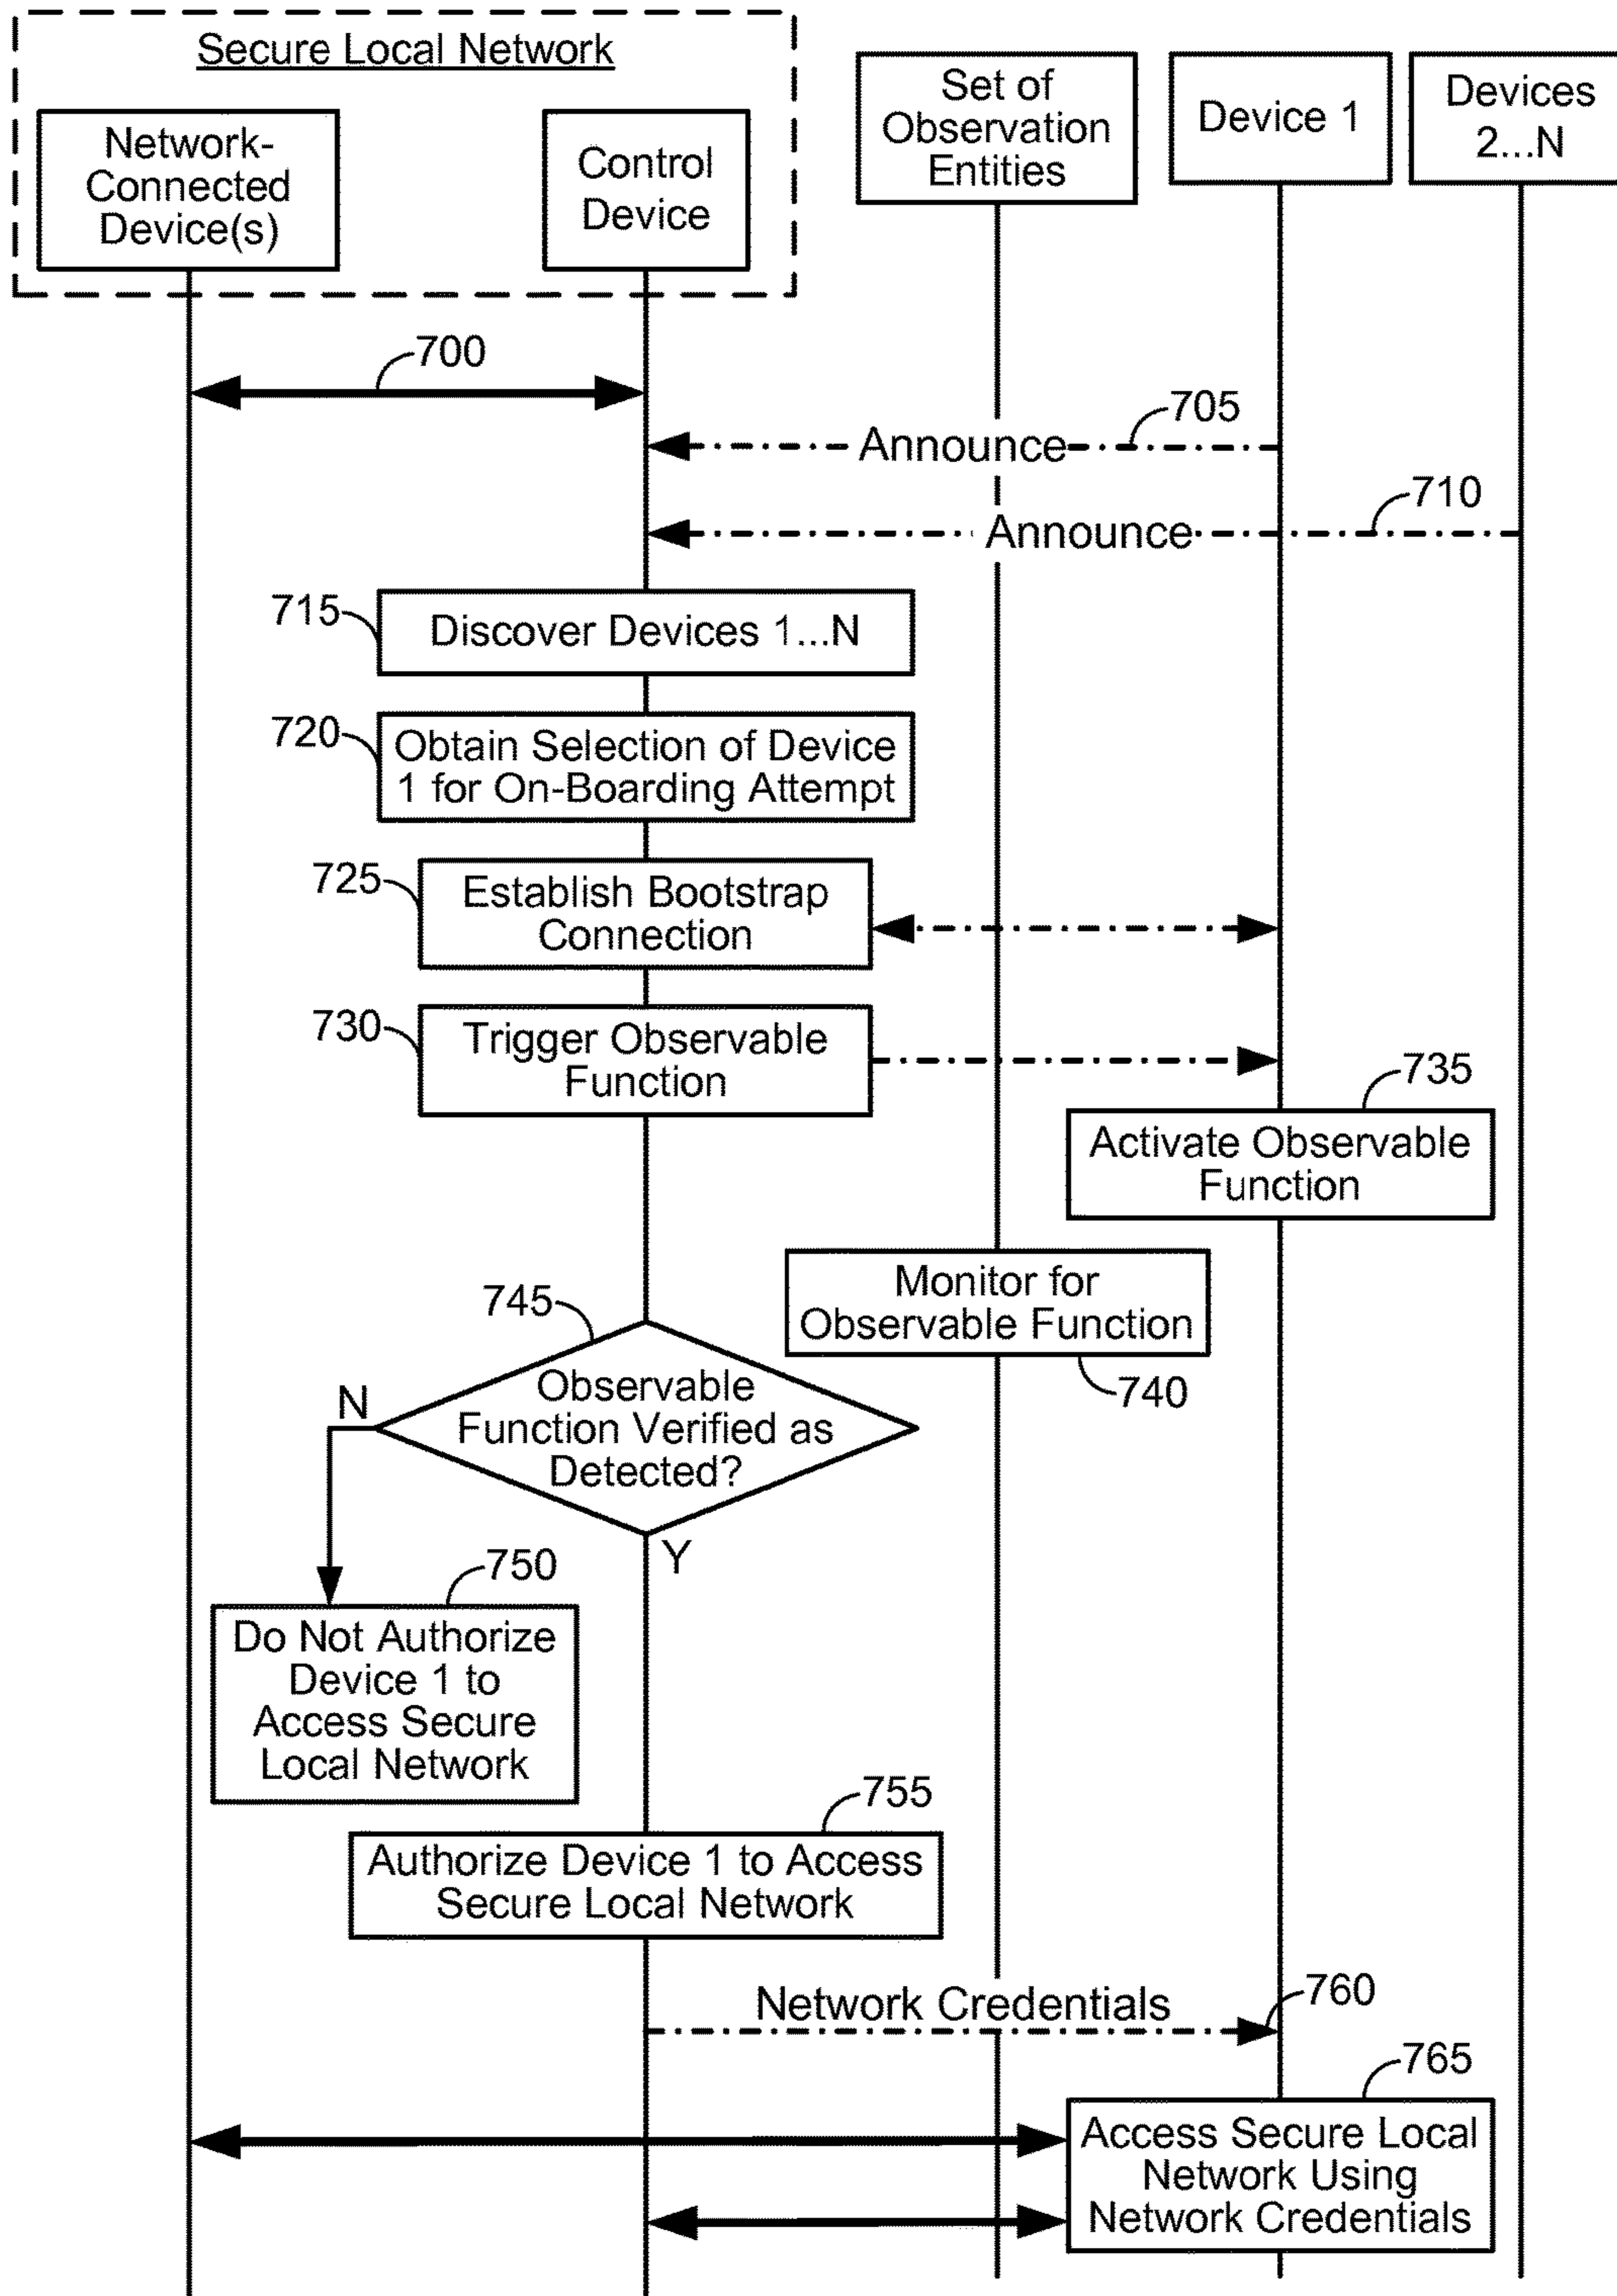 Secure Local Network
Network-
Connected
Device(s)
Control
Device
Set of
Observation
Entities
Device 1
Devices
2...N
700
705
Announce
710
Announce
715
Discover Devices 1...N
720
Obtain Selection of Device
1 for On-Boarding Attempt
725
Establish Bootstrap
Connection
730
Trigger Observable
Function
735
Activate Observable
Function
Monitor for
Observable Function
740
745
Observable
Function Verified as
Detected?
N
Y
750
Do Not Authorize
Device 1 to
Access Secure
Local Network
755
Authorize Device 1 to Access
Secure Local Network
Network Credentials
760
765
Access Secure Local
Network Using
Network Credentials